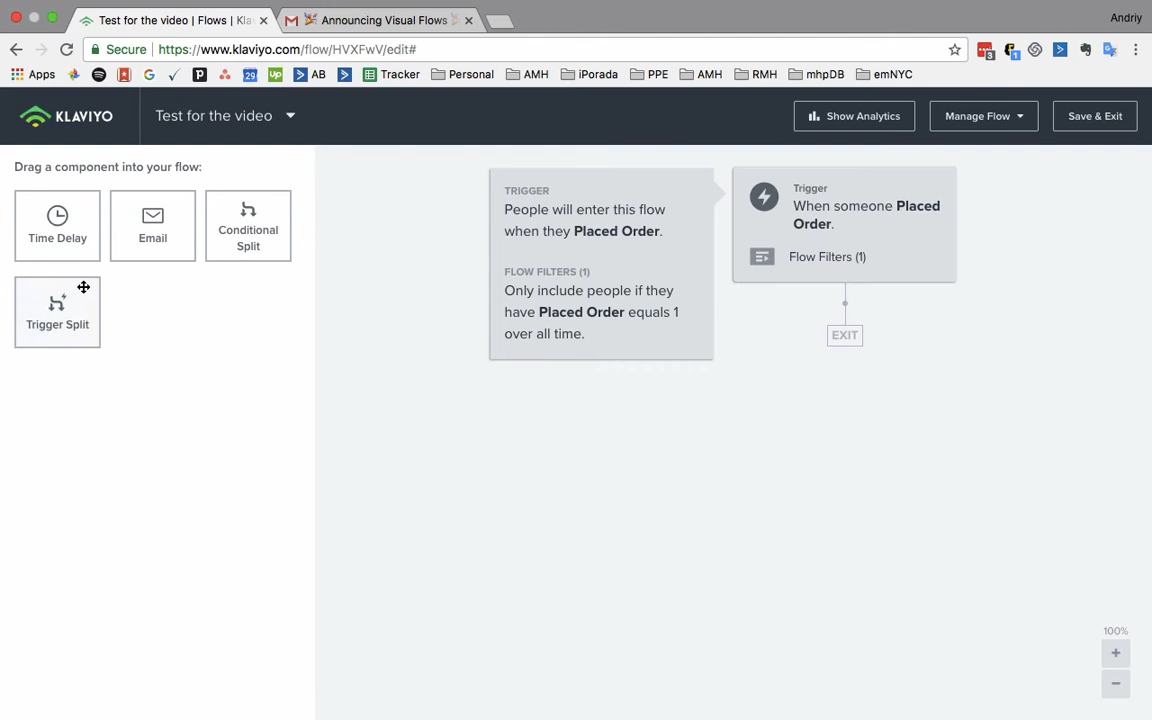 Test for the video | Flows | Kla
Announcing Visual Flows
Andriy
Secure
https://www.klaviyo.com/flow/HVXFwV/edit#
3
1
Apps
29
up
AB
Tracker
Personal
AMH
iPorada
PPE
AMH
RMH
mhpDB
emNYC
KLAVIYO
Test for the video
Show Analytics
Manage Flow
Save & Exit
Drag a component into your flow:
Time Delay
Email
Conditional
Split
Trigger Split
TRIGGER
People will enter this flow
when they Placed Order.
FLOW FILTERS (1)
Only include people if they
have Placed Order equals 1
over all time.
Trigger
When someone Placed
Order.
Flow Filters (1)
EXIT
100%
+
−